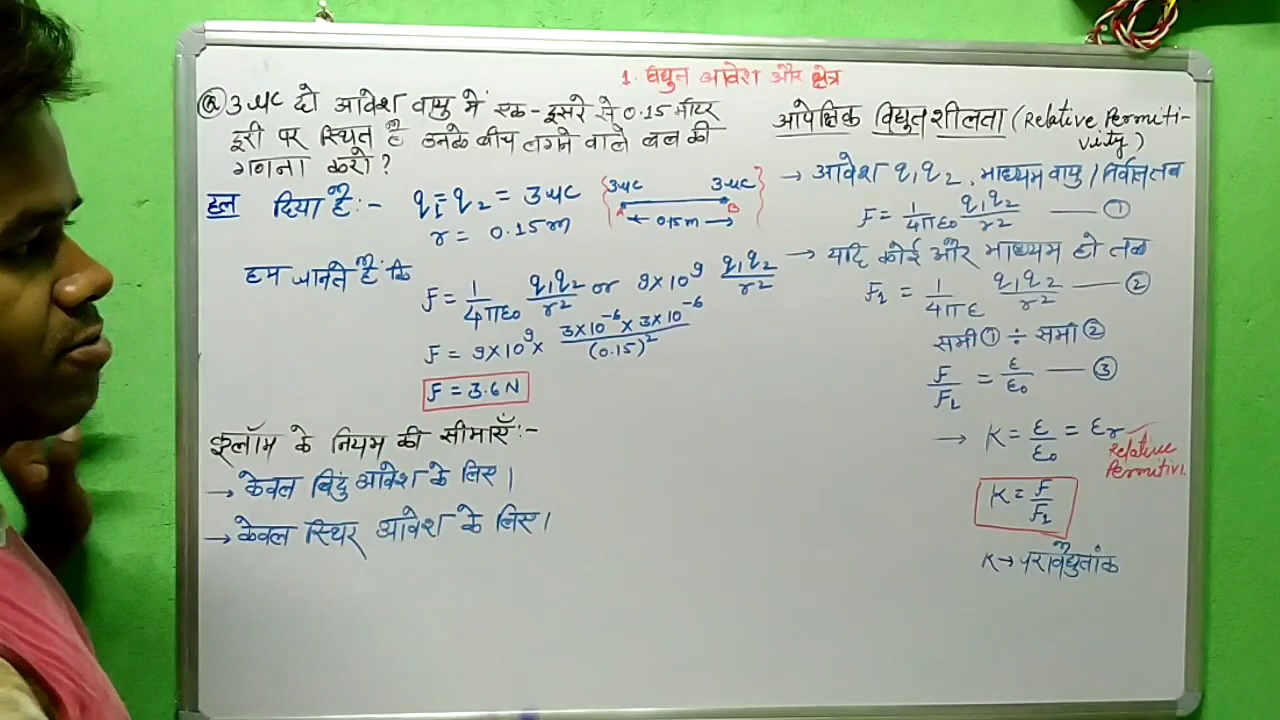 1. विद्युत आवेश और क्षेत्र
Q 3μC दो आवेश वायु में एक-दूसरे से 0.15 मीटर
दूरी पर स्थित हैं उनके बीच लगने वाले बल की
गणना करो?
हल दिया है:- q₁ = q₂ = 3μC
r = 0.15m
3μC 3μC
A B
0.15m
हम जानते हैं कि
F = 1/4πε₀ q₁q₂/r² or 9×10⁹ q₁q₂/r²
F = 9×10⁹ × 3×10⁻⁶ × 3×10⁻⁶/(0.15)²
F = 3.6N
कूलॉम के नियम की सीमाएँ:-
→ केवल बिंदु आवेश के लिए।
→ केवल स्थिर आवेश के लिए।
आपेक्षिक विद्युतशीलता (Relative Permiti-
vity)
→ आवेश q₁q₂, माध्यम वायु / निर्वात तब
F = 1/4πε₀ q₁q₂/r² — ①
→ यदि कोई और माध्यम हो तब
F₁ = 1/4πε q₁q₂/r² — ②
समी ① ÷ समी ②
F/F₁ = ε/ε₀ — ③
→ K = ε/ε₀ = εr
Relative
Permitivi
K = F/F₁
K → परावैद्युतांक